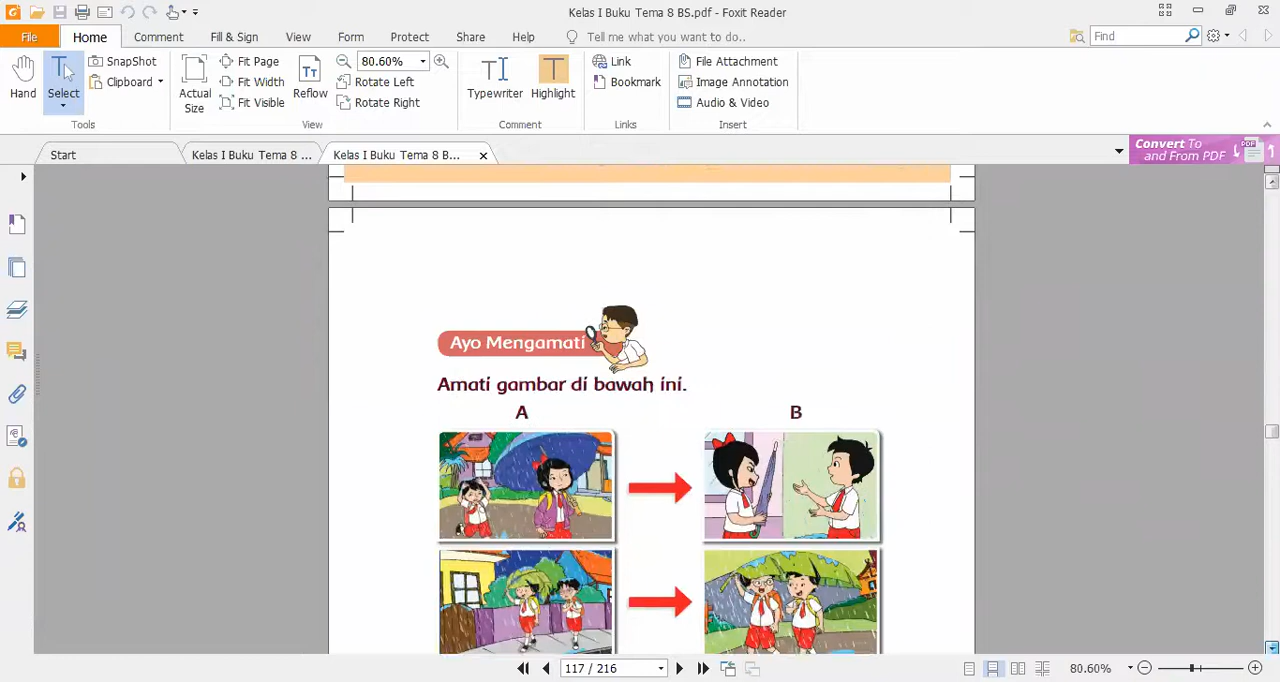 Kelas I Buku Tema 8 BS.pdf - Foxit Reader
File Home Comment Fill & Sign View Form Protect Share Help Tell me what you want to do.. Find
Hand
Select
SnapShot
Clipboard
Tools
Actual Size
Fit Page
Fit Width
Fit Visible
Reflow
80.60%
Rotate Left
Rotate Right
View
Typewriter
Highlight
Comment
Link
Bookmark
Links
File Attachment
Image Annotation
Audio & Video
Insert
Start
Kelas I Buku Tema 8 ...
Kelas I Buku Tema 8 B...
Convert To
and From PDF
PDF
Ayo Mengamati
Amati gambar di bawah ini.
A B
117 / 216
80.60%